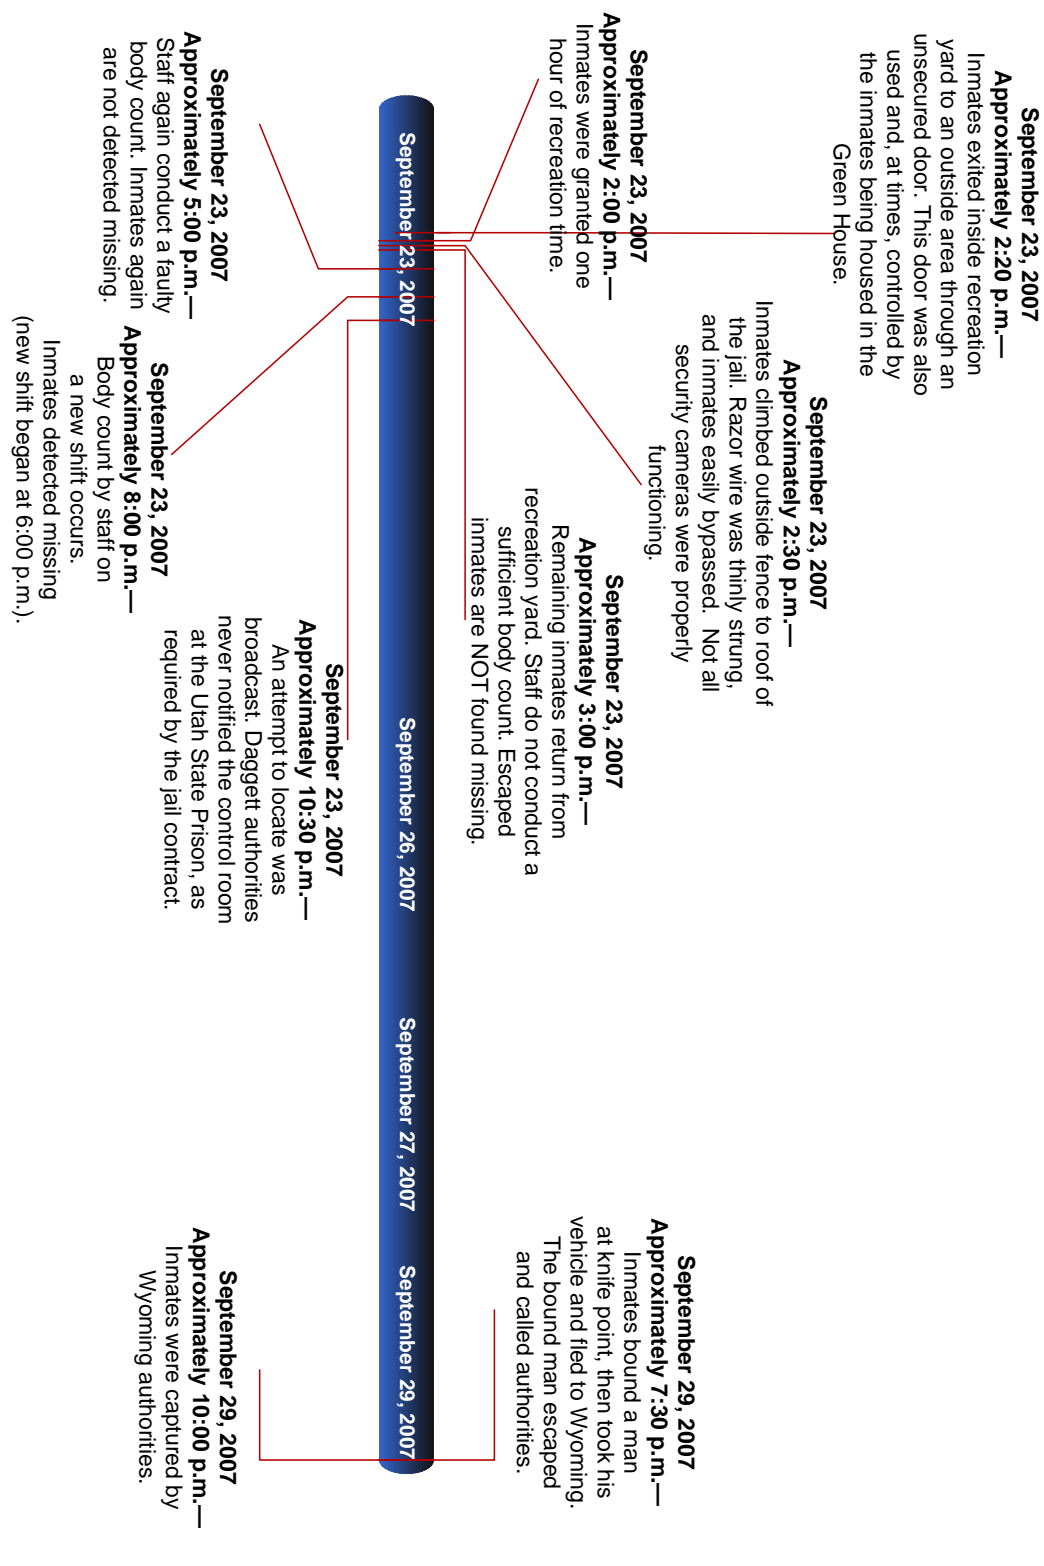 September 23, 2007
Approximately 2:20 p.m.—
Inmates exited inside recreation
yard to an outside area through an
unsecured door. This door was also
used and, at times, controlled by
the inmates being housed in the
Green House.
September 23, 2007
Approximately 2:30 p.m.—
Inmates climbed outside fence to roof of
the jail. Razor wire was thinly strung,
and inmates easily bypassed. Not all
security cameras were properly
functioning.
September 23, 2007
Approximately 2:00 p.m.—
Inmates were granted one
hour of recreation time.
September 23, 2007
Approximately 3:00 p.m.—
Remaining inmates return from
recreation yard. Staff do not conduct a
sufficient body count. Escaped
inmates are NOT found missing.
September 29, 2007
Approximately 7:30 p.m.—
Inmates bound a man
at knife point, then took his
vehicle and fled to Wyoming.
The bound man escaped
and called authorities.
September 23, 2007
September 26, 2007
September 27, 2007
September 29, 2007
September 23, 2007
Approximately 5:00 p.m.—
Staff again conduct a faulty
body count. Inmates again
are not detected missing.
September 23, 2007
Approximately 8:00 p.m.—
Body count by staff on
a new shift occurs.
Inmates detected missing
(new shift began at 6:00 p.m.).
September 23, 2007
Approximately 10:30 p.m.—
An attempt to locate was
broadcast. Daggett authorities
never notified the control room
at the Utah State Prison, as
required by the jail contract.
September 29, 2007
Approximately 10:00 p.m.—
Inmates were captured by
Wyoming authorities.